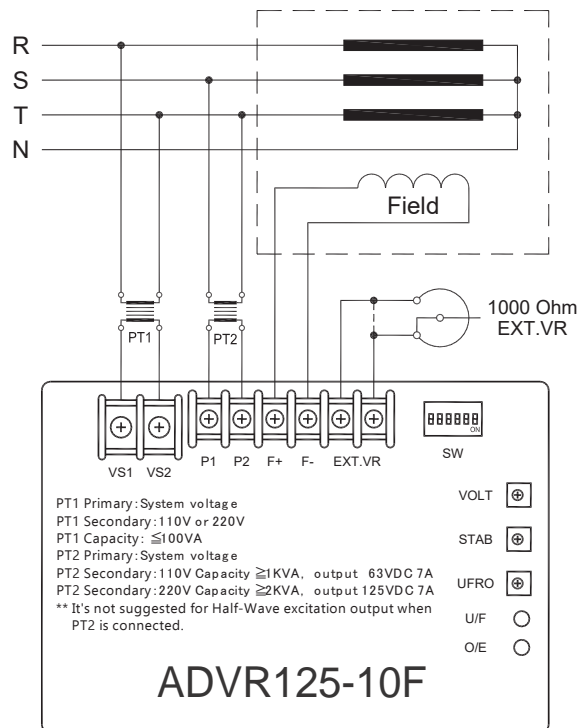 R
S
T
N
Field
PT1
PT2
1000 Ohm
EXT.VR
VS1
VS2
P1
P2
F+
F-
EXT.VR
ON
SW
VOLT
STAB
UFRO
U/F
O/E
PT1 Primary:System voltage
PT1 Secondary:110V or 220V
PT1 Capacity: ≦100VA
PT2 Primary:System voltage
PT2 Secondary:110V Capacity ≧1KVA, output 63VDC 7A
PT2 Secondary:220V Capacity ≧2KVA, output 125VDC 7A
** It's not suggested for Half-Wave excitation output when
PT2 is connected.
ADVR125-10F